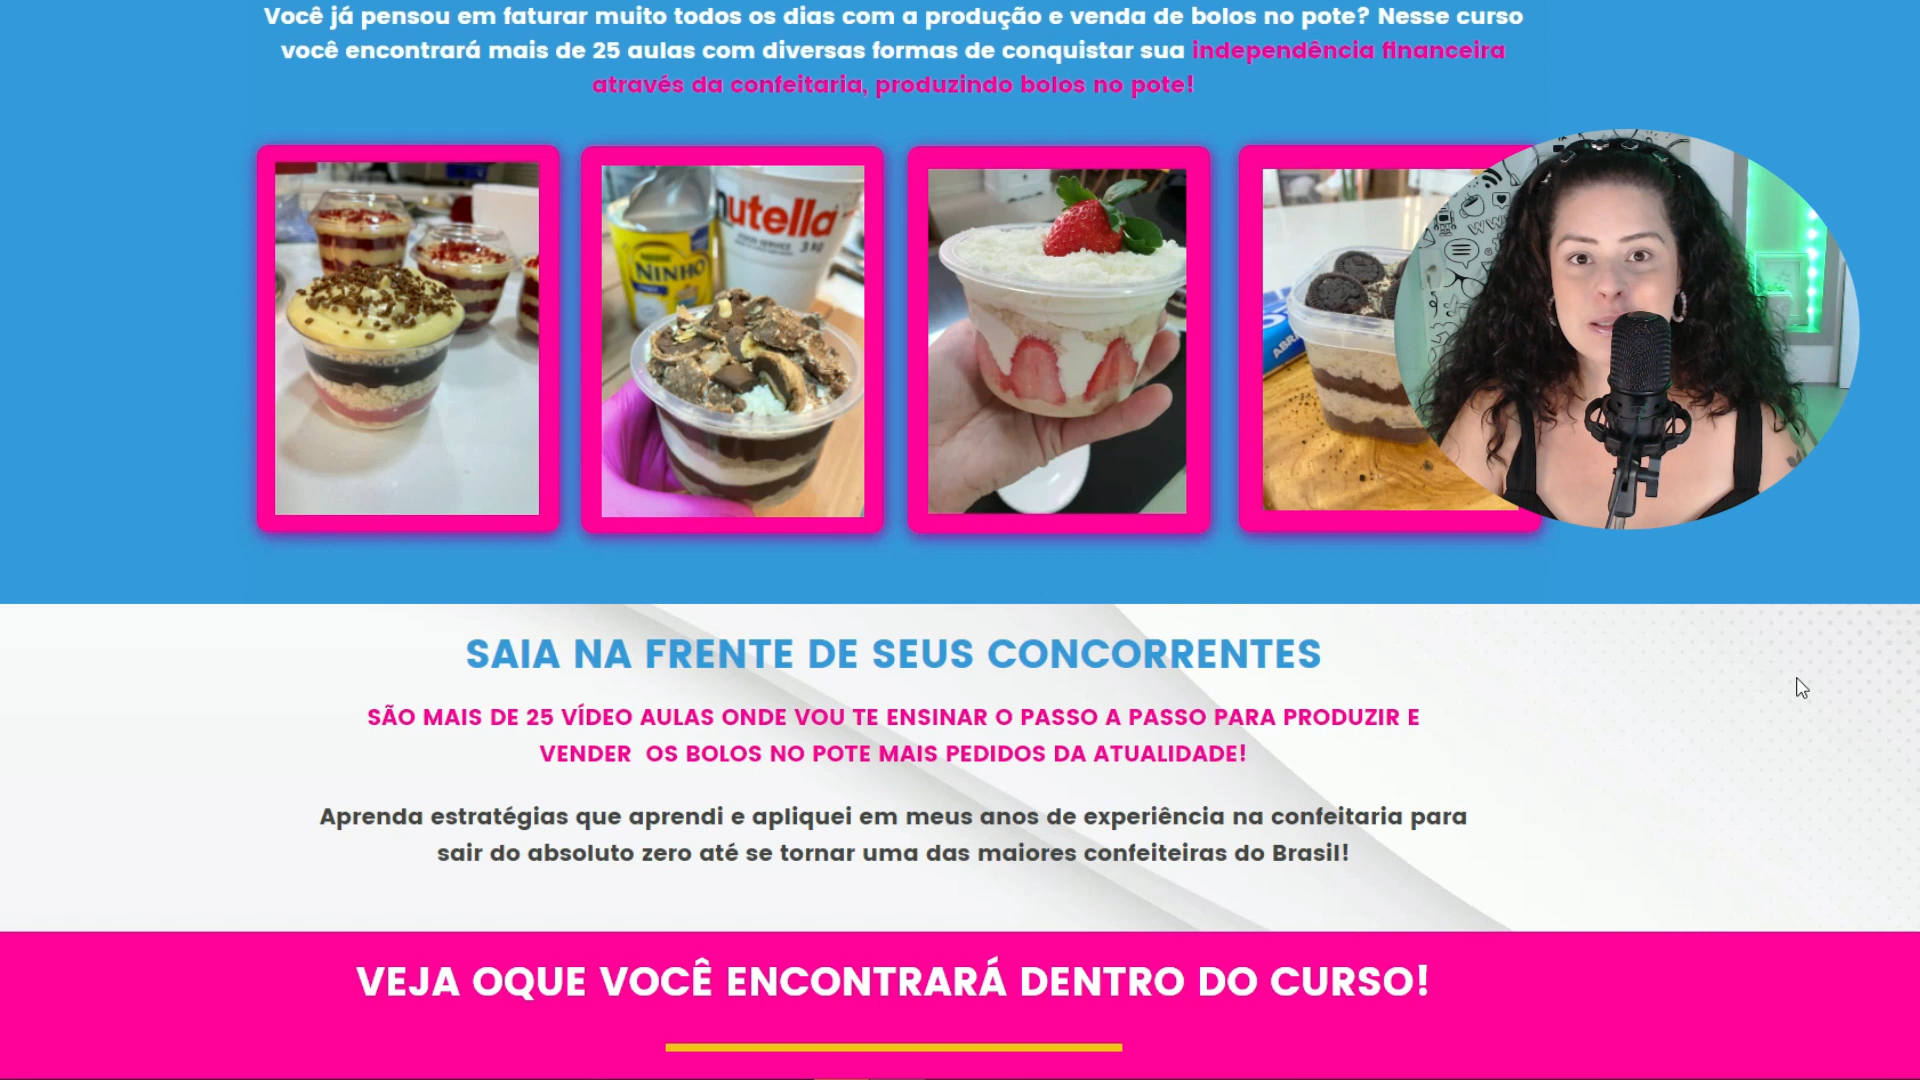 Você já pensou em faturar muito todos os dias com a produção e venda de bolos no pote? Nesse curso
você encontrará mais de 25 aulas com diversas formas de conquistar sua independência financeira
através da confeitaria, produzindo bolos no pote!
nutella
3 kg
NINHO
ABRA
SAIA NA FRENTE DE SEUS CONCORRENTES
SÃO MAIS DE 25 VÍDEO AULAS ONDE VOU TE ENSINAR O PASSO A PASSO PARA PRODUZIR E
VENDER  OS BOLOS NO POTE MAIS PEDIDOS DA ATUALIDADE!
Aprenda estratégias que aprendi e apliquei em meus anos de experiência na confeitaria para
sair do absoluto zero até se tornar uma das maiores confeiteiras do Brasil!
VEJA OQUE VOCÊ ENCONTRARÁ DENTRO DO CURSO!